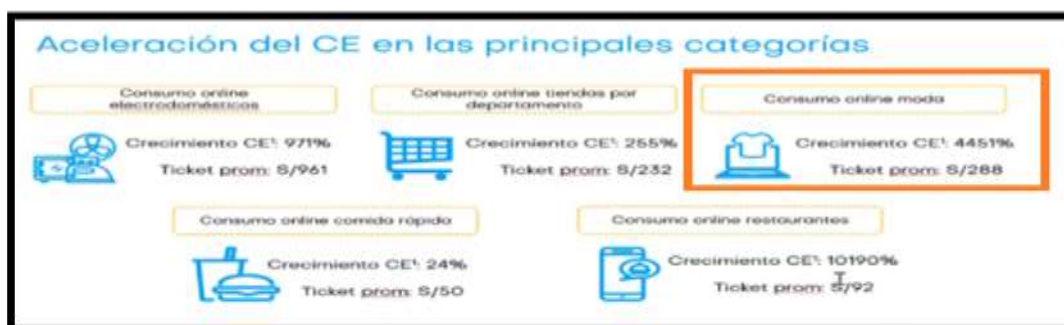 Aceleración del CE en las principales categorías
Consumo online
electrodomésticos
Crecimiento CE¹: 971%
Ticket prom: S/961
Consumo online tiendas por
departamento
Crecimiento CE¹: 255%
Ticket prom: S/232
Consumo online moda
Crecimiento CE¹: 4451%
Ticket prom: S/288
Consumo online comida rápida
Crecimiento CE¹: 24%
Ticket prom: S/50
Consumo online restaurantes
Crecimiento CE¹: 10190%
Ticket prom: S/92